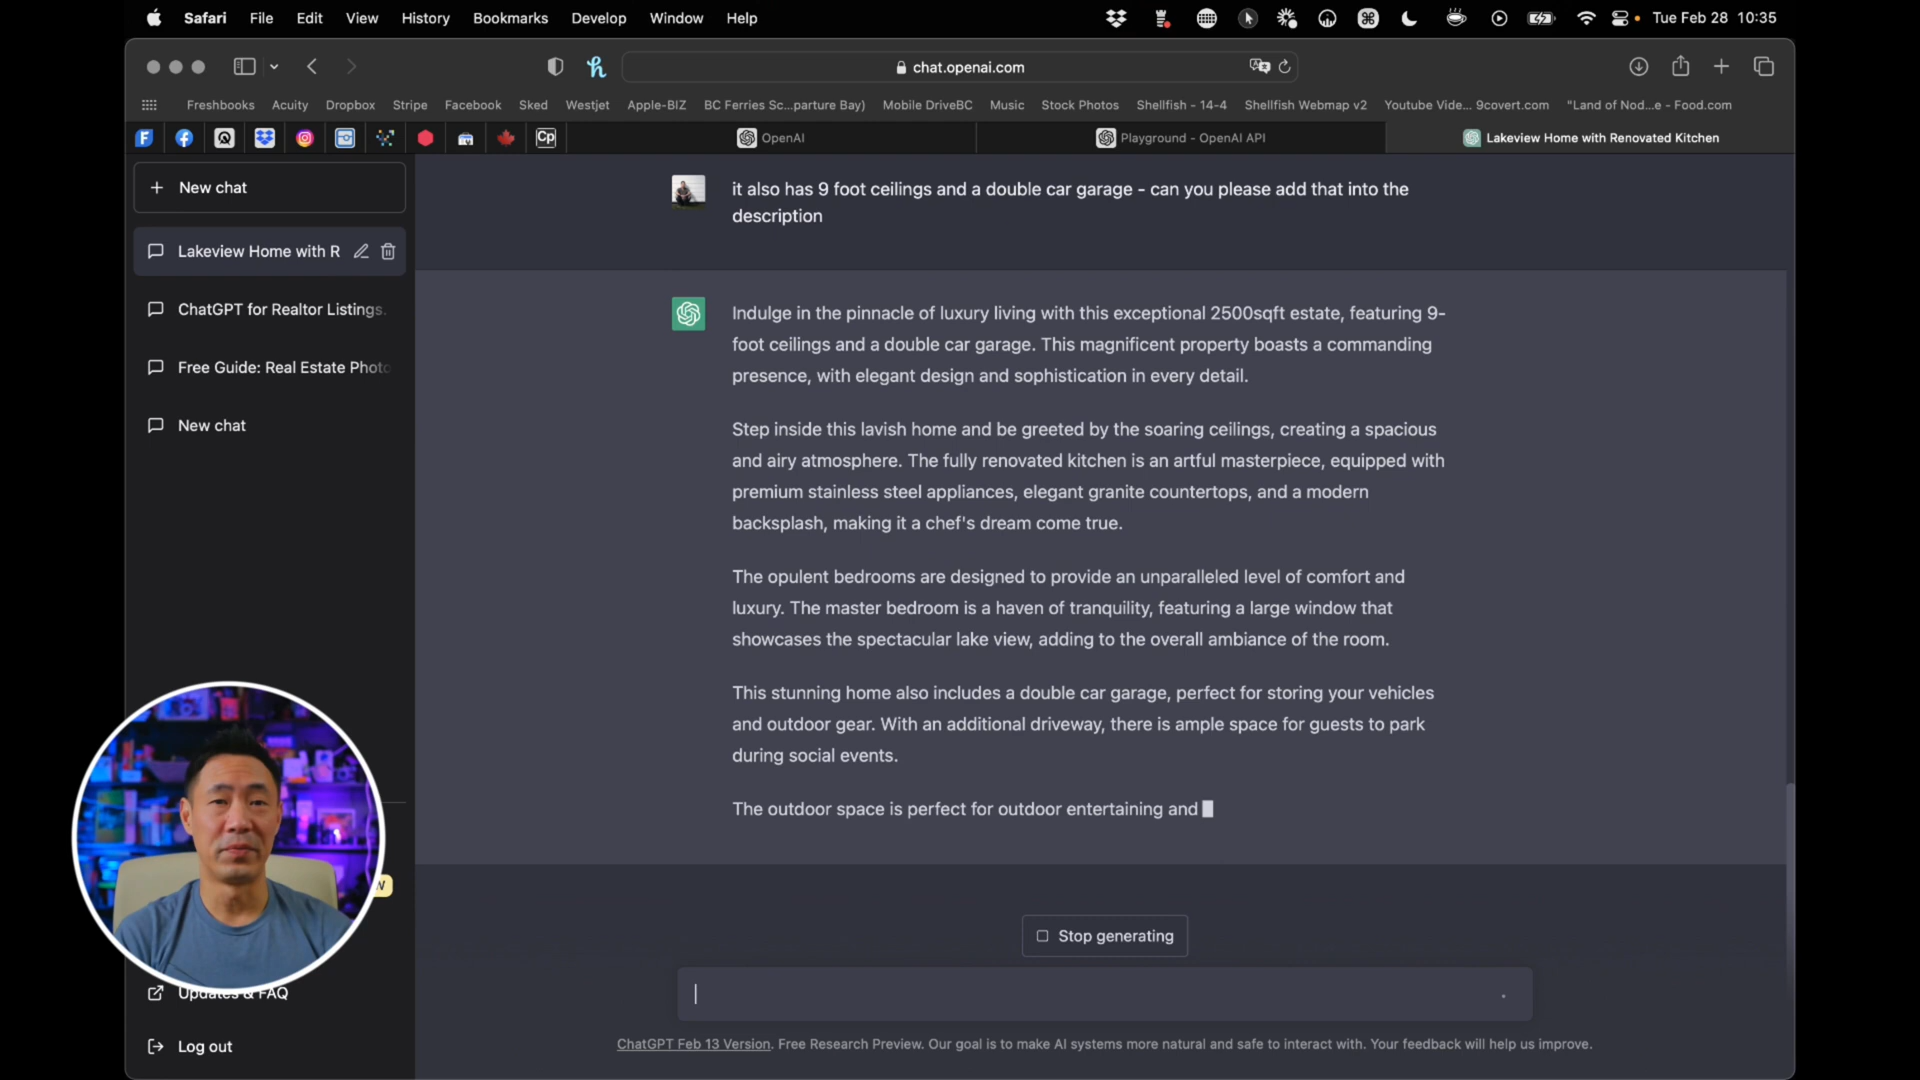 Safari File Edit View History Bookmarks Develop Window Help Tue Feb 28 10:35
chat.openai.com
Freshbooks Acuity Dropbox Stripe Facebook Sked Westjet Apple-BIZ BC Ferries Sc...parture Bay) Mobile DriveBC Music Stock Photos Shellfish - 14-4 Shellfish Webmap v2 Youtube Vide... 9covert.com "Land of Nod...e - Food.com
OpenAI Playground - OpenAI API Lakeview Home with Renovated Kitchen
New chat
Lakeview Home with R
ChatGPT for Realtor Listings.
Free Guide: Real Estate Photo
New chat
Updates & FAQ
Log out
it also has 9 foot ceilings and a double car garage - can you please add that into the
description
Indulge in the pinnacle of luxury living with this exceptional 2500sqft estate, featuring 9-
foot ceilings and a double car garage. This magnificent property boasts a commanding
presence, with elegant design and sophistication in every detail.
Step inside this lavish home and be greeted by the soaring ceilings, creating a spacious
and airy atmosphere. The fully renovated kitchen is an artful masterpiece, equipped with
premium stainless steel appliances, elegant granite countertops, and a modern
backsplash, making it a chef's dream come true.
The opulent bedrooms are designed to provide an unparalleled level of comfort and
luxury. The master bedroom is a haven of tranquility, featuring a large window that
showcases the spectacular lake view, adding to the overall ambiance of the room.
This stunning home also includes a double car garage, perfect for storing your vehicles
and outdoor gear. With an additional driveway, there is ample space for guests to park
during social events.
The outdoor space is perfect for outdoor entertaining and
Stop generating
ChatGPT Feb 13 Version. Free Research Preview. Our goal is to make AI systems more natural and safe to interact with. Your feedback will help us improve.